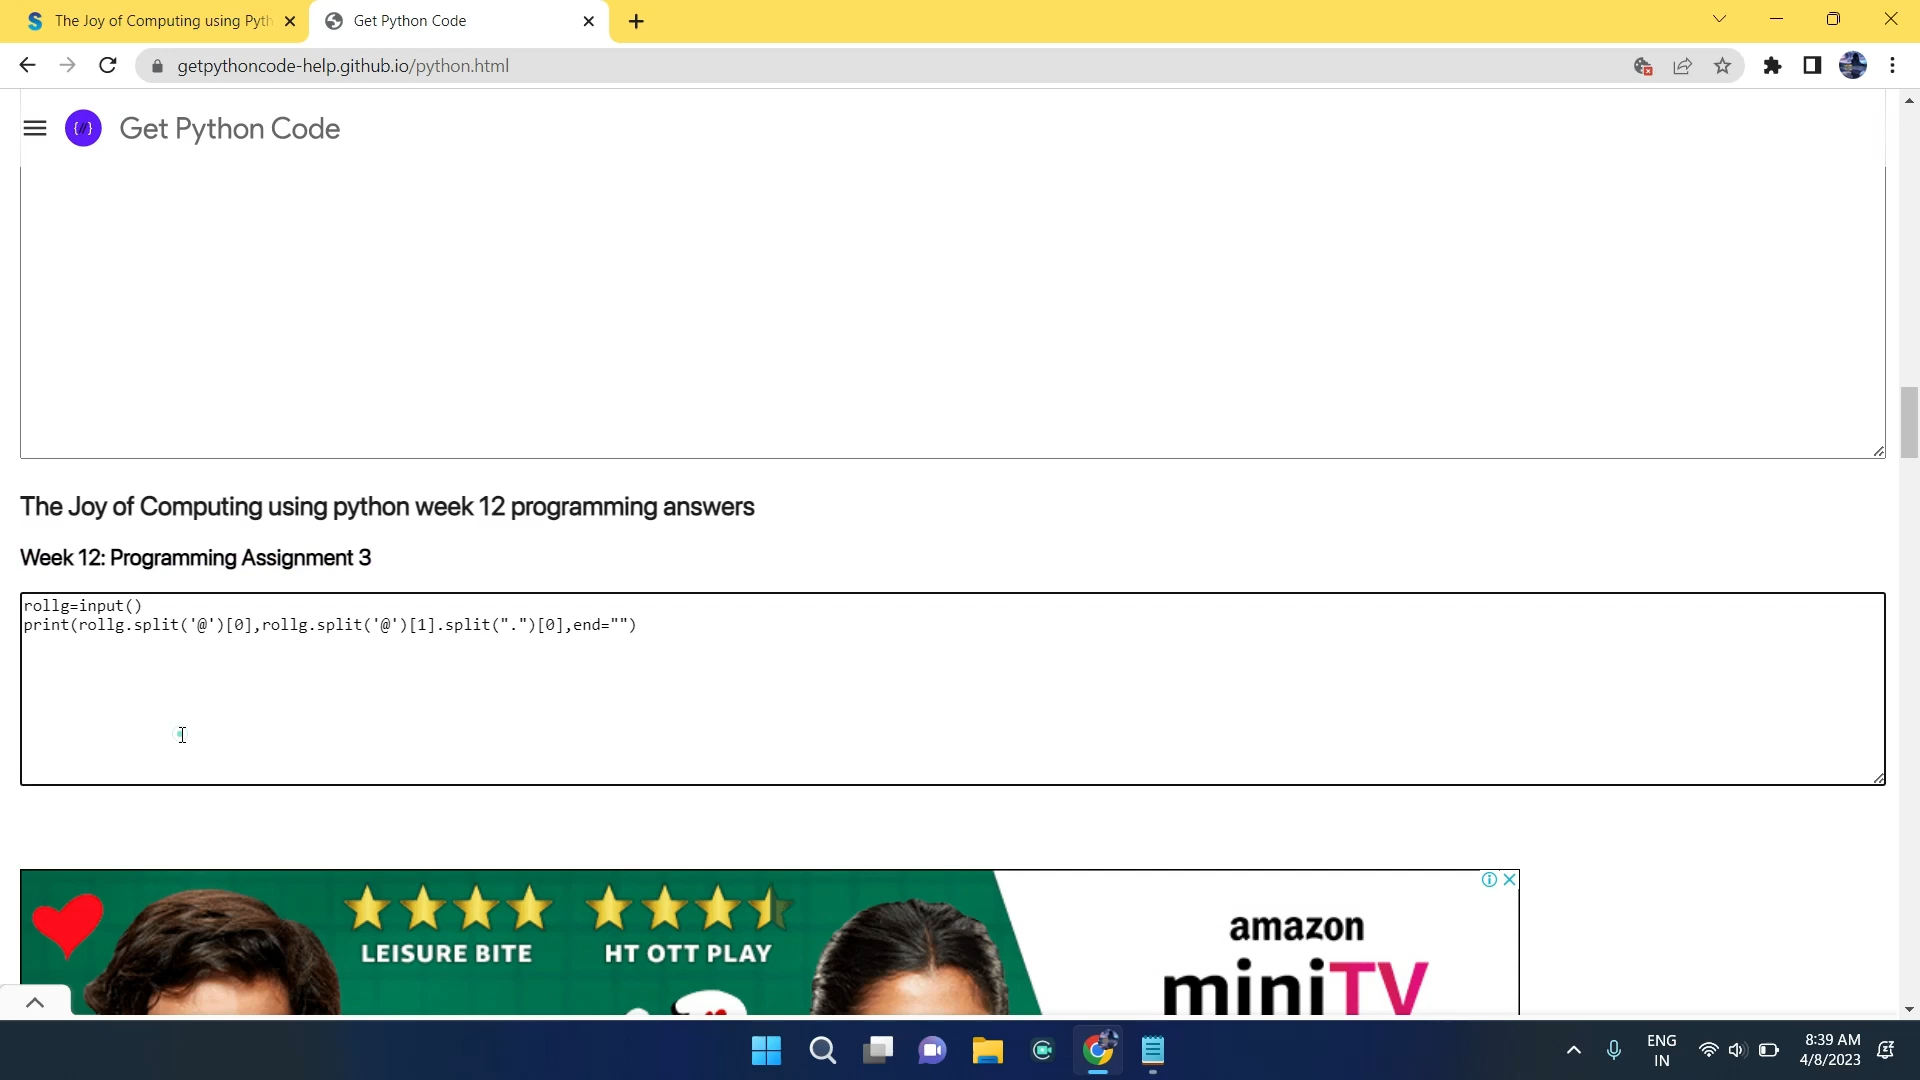 The Joy of Computing using Pyth
Get Python Code
getpythoncode-help.github.io/python.html
{//}
Get Python Code
The Joy of Computing using python week 12 programming answers
Week 12: Programming Assignment 3
rollg=input()
print(rollg.split('@')[0],rollg.split('@')[1].split(".")[0],end="")
LEISURE BITE
HT OTT PLAY
amazon
miniTV
ENG
IN
8:39 AM
4/8/2023